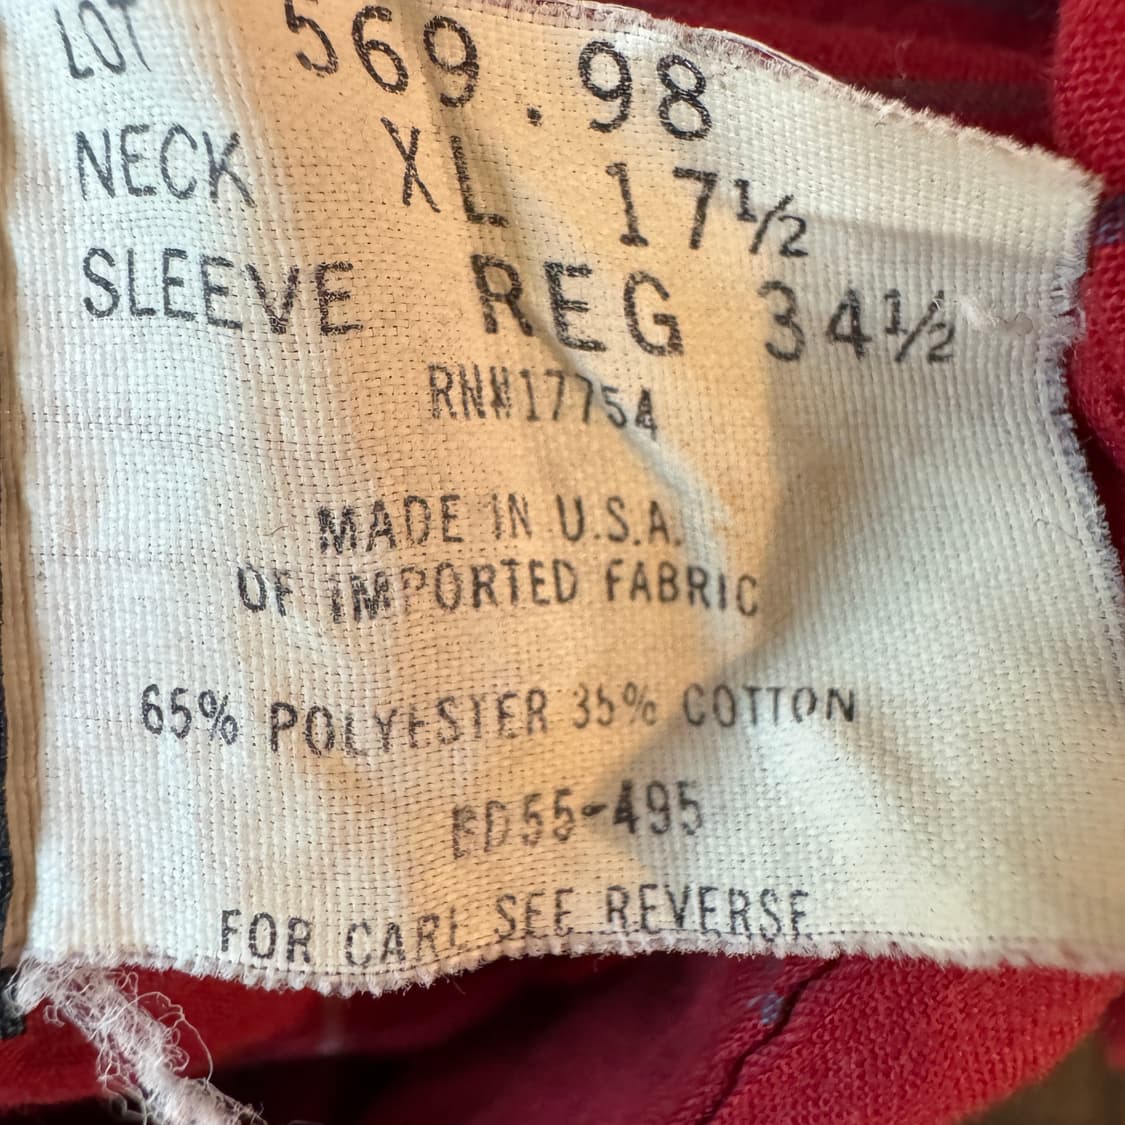 LOT 569.98
NECK XL 17½
SLEEVE REG 34½
RN#17754
MADE IN U.S.A.
OF IMPORTED FABRIC
65% POLYESTER 35% COTTON
ED55-495
FOR CARE SEE REVERSE